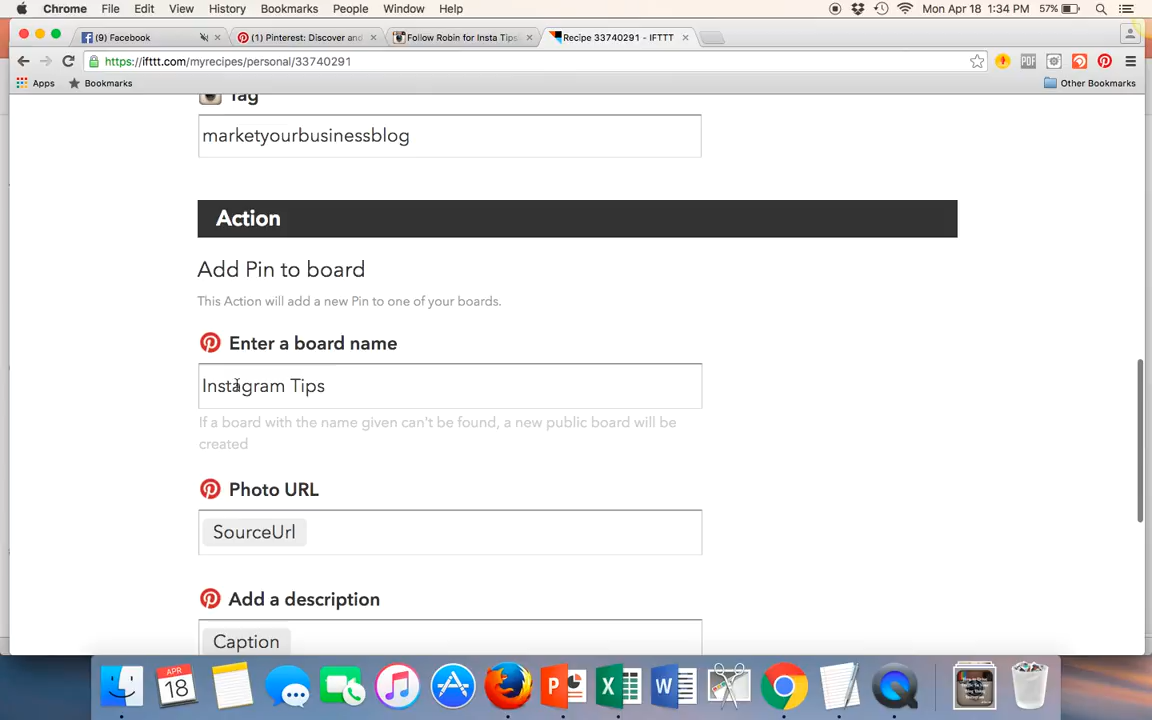 Chrome File Edit View History Bookmarks People Window Help Mon Apr 18 1:34 PM 57%
(9) Facebook (1) Pinterest: Discover and Follow Robin for Insta Tips Recipe 33740291 - IFTTT
https://ifttt.com/myrecipes/personal/33740291
Apps Bookmarks Other Bookmarks
Tag
marketyourbusinessblog
Action
Add Pin to board
This Action will add a new Pin to one of your boards.
Enter a board name
Instagram Tips
If a board with the name given can't be found, a new public board will be
created
Photo URL
SourceUrl
Add a description
Caption
APR
18